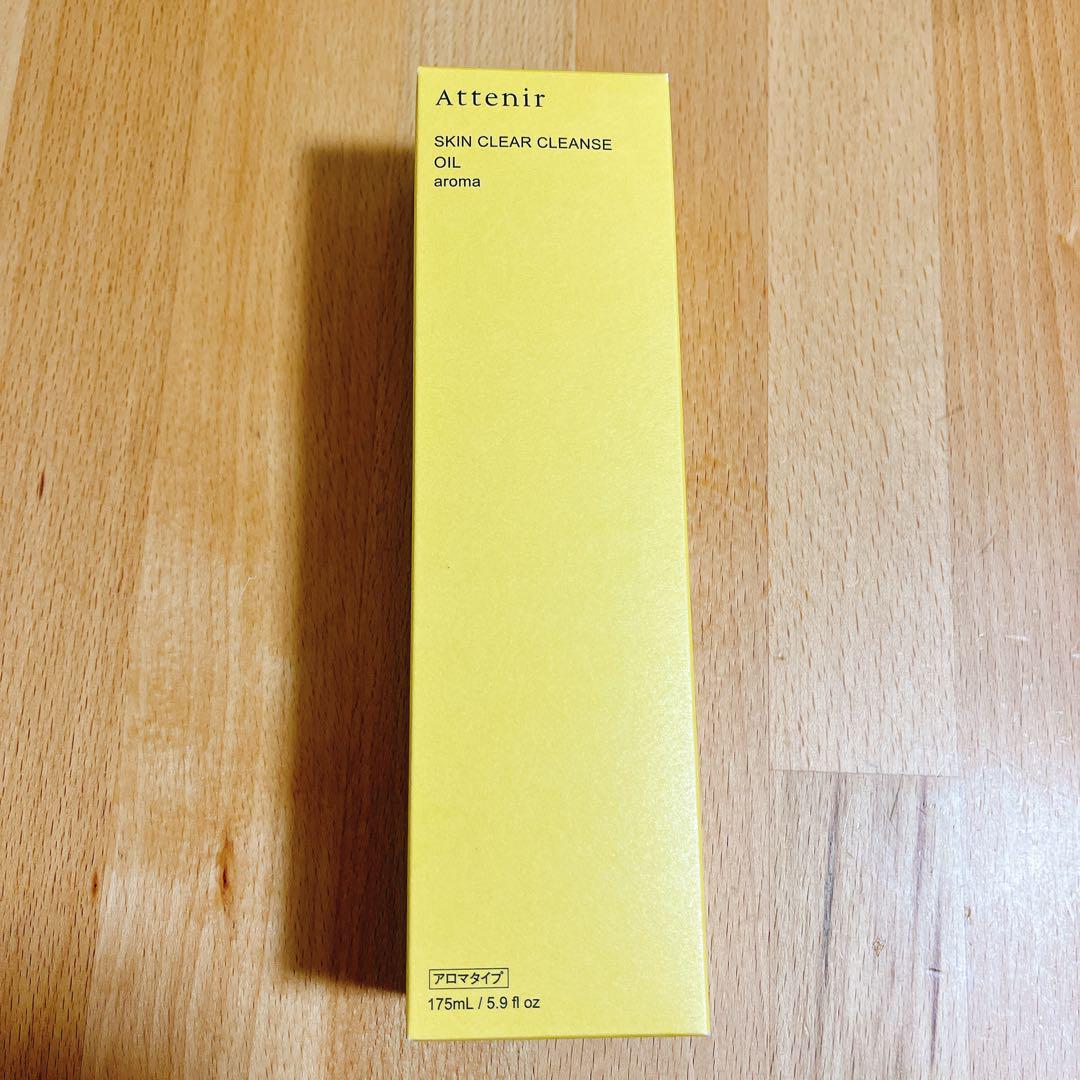 Attenir
SKIN CLEAR CLEANSE
OIL
aroma
アロマタイプ
175mL / 5.9 fl oz